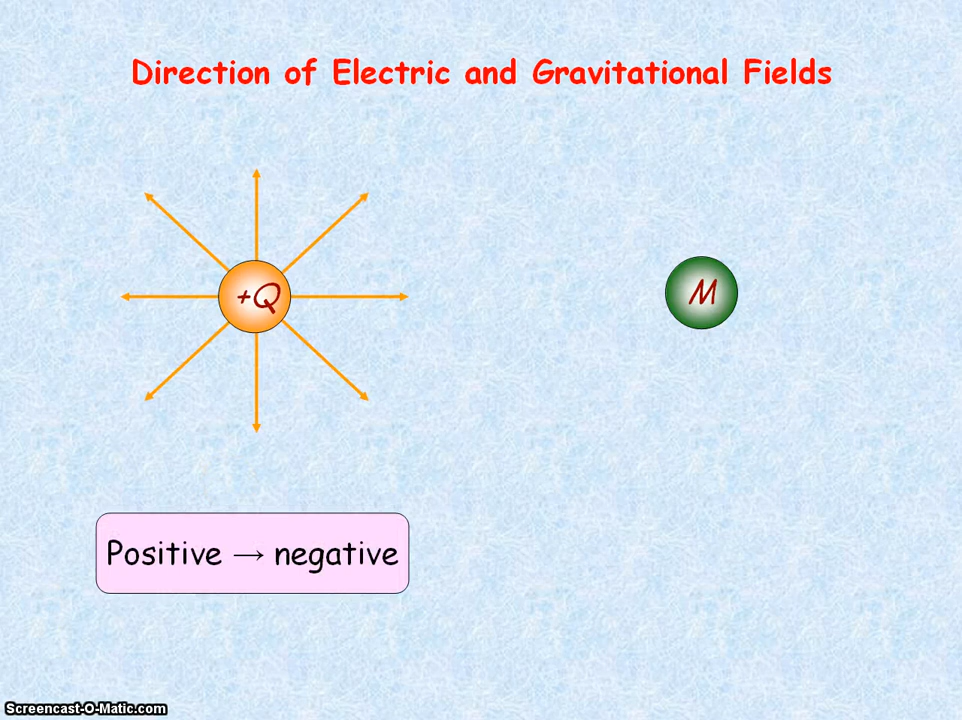 Direction of Electric and Gravitational Fields
+Q
M
Positive → negative
Screencast-O-Matic.com